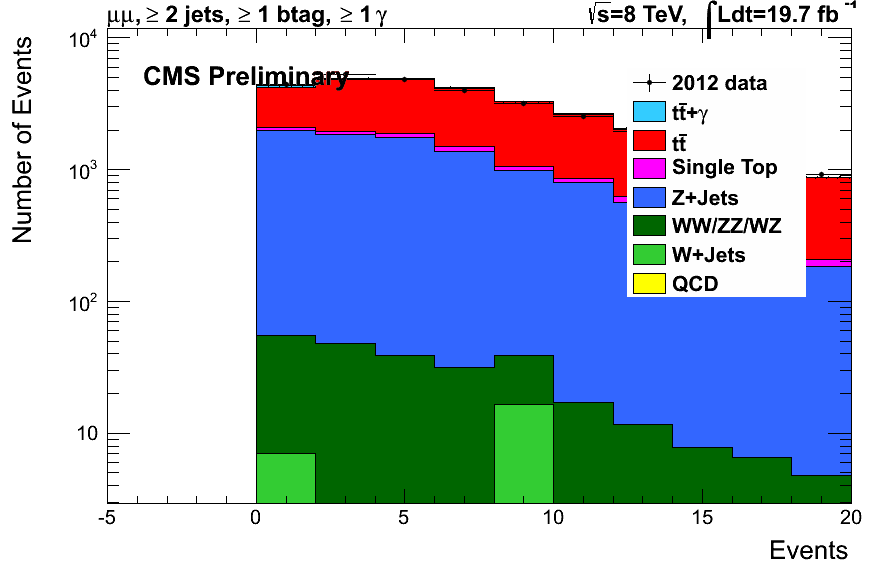 μμ, ≥ 2 jets, ≥ 1 btag, ≥ 1 γ
√s=8 TeV, ∫Ldt=19.7 fb⁻¹
CMS Preliminary
Number of Events
10⁴
10³
10²
10
2012 data
tt̄+γ
tt̄
Single Top
Z+Jets
WW/ZZ/WZ
W+Jets
QCD
-5 0 5 10 15 20
Events